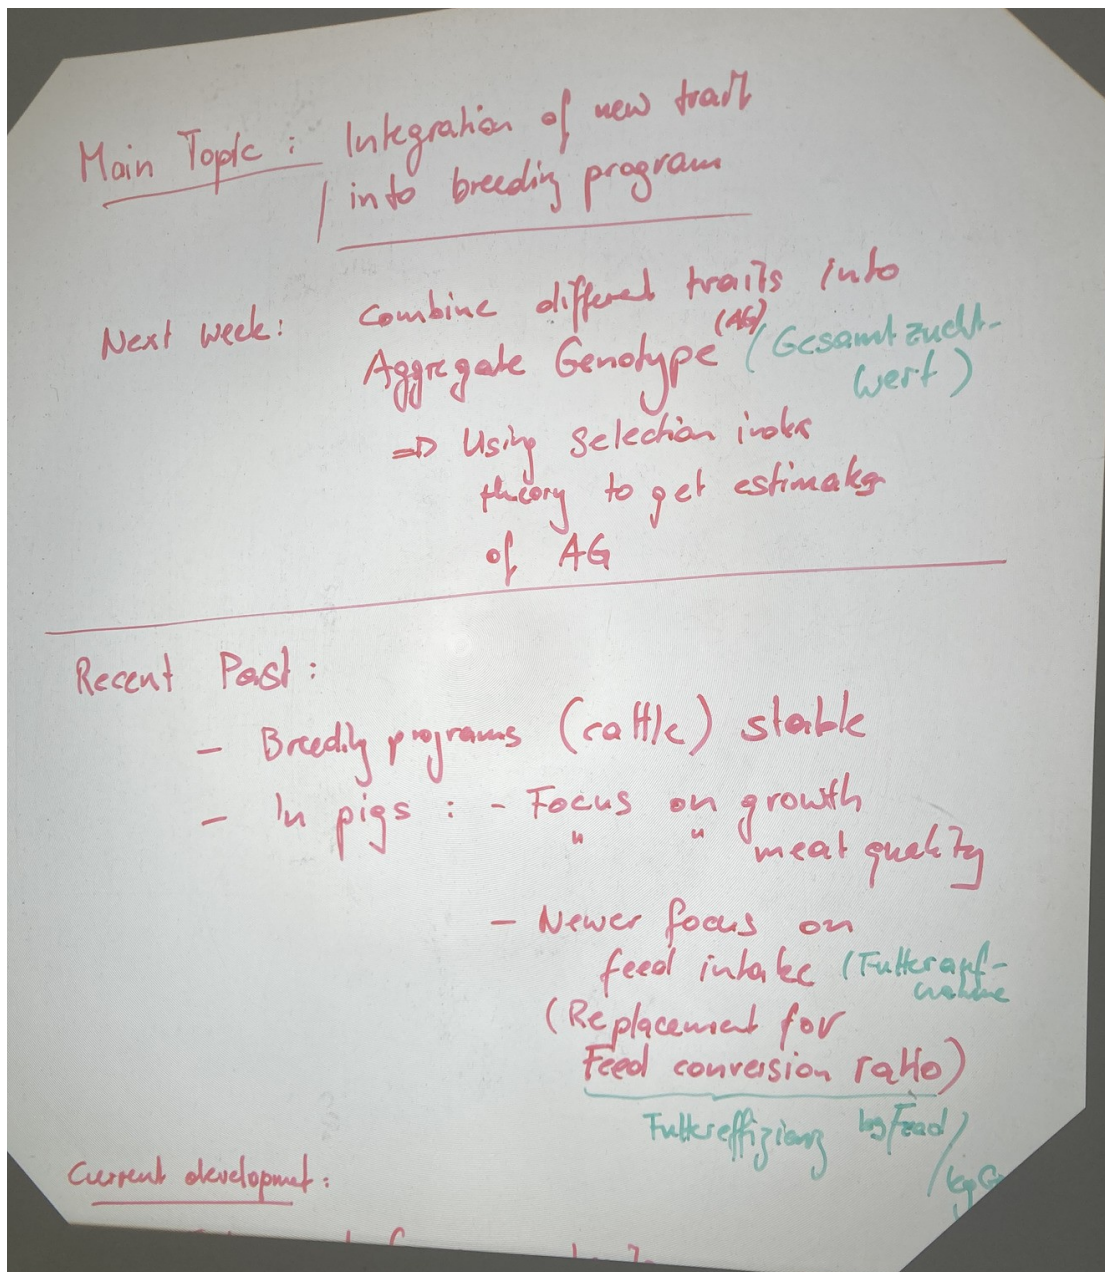 Main Topic : Integration of new trait
into breeding program
Next week: Combine different traits into
Aggregate Genotype (AG) (Gesamtzucht-
wert)
=> Using selection index
theory to get estimates
of AG
Recent Past :
- Breeding programs (cattle) stable
- In pigs : - Focus on growth
" " meat quality
- Newer focus on
feed intake (Futterauf-
nahme
(Replacement for
Feed conversion ratio)
Futtereffizienz kg Feed /
kg
Current development :